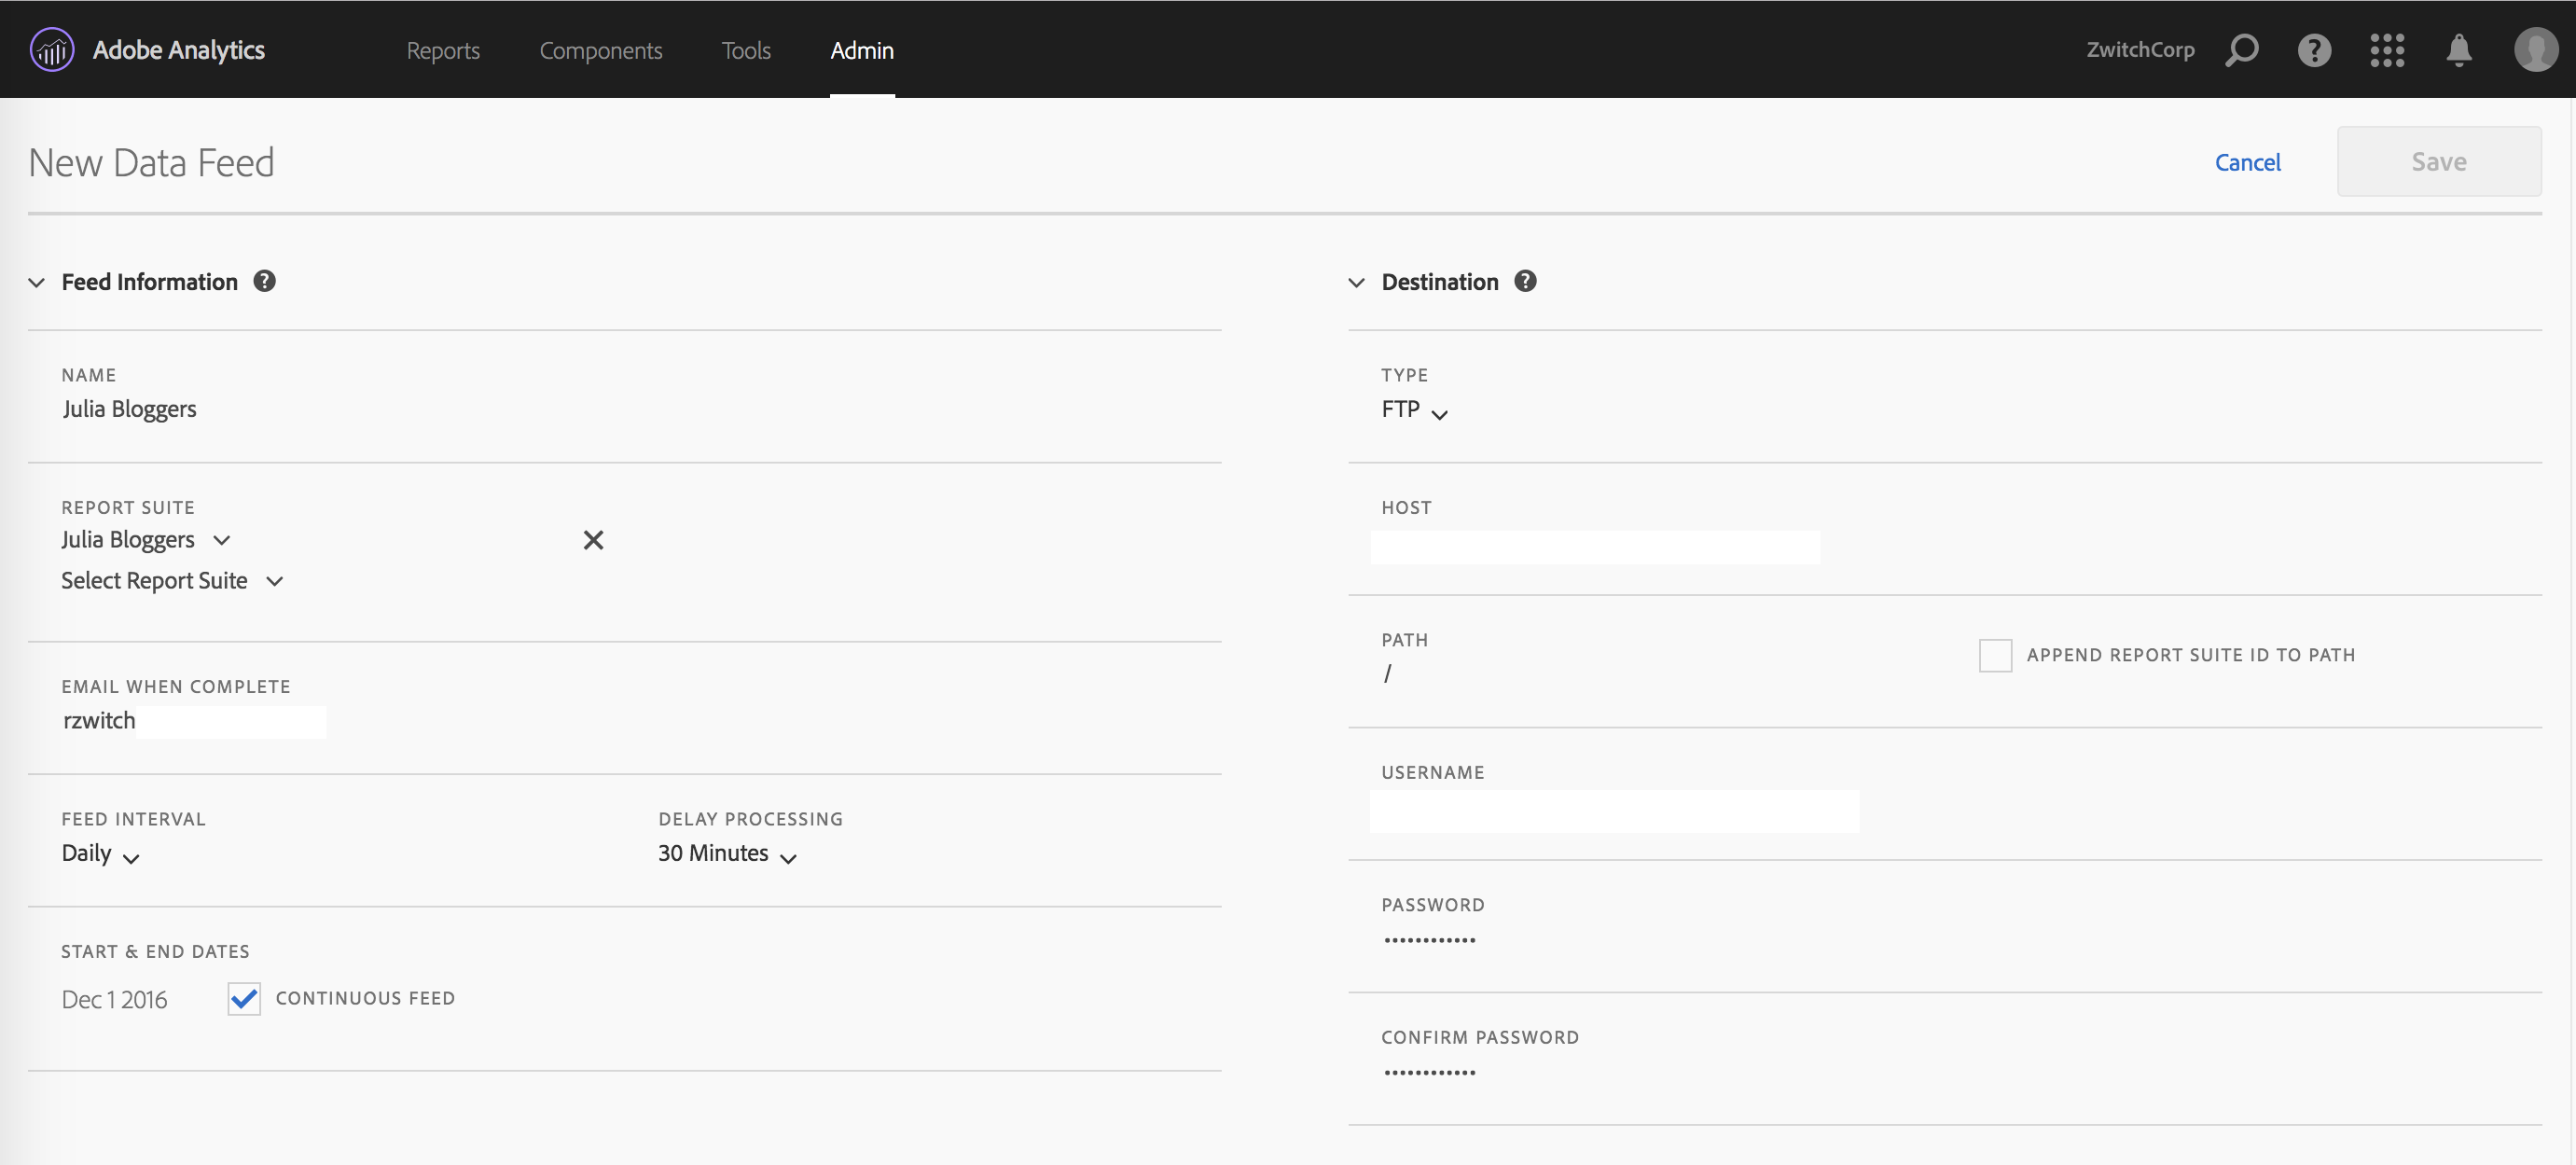 Adobe Analytics
Reports
Components
Tools
Admin
ZwitchCorp
New Data Feed
Cancel
Save
Feed Information
NAME
Julia Bloggers
REPORT SUITE
Julia Bloggers
Select Report Suite
EMAIL WHEN COMPLETE
rzwitch
FEED INTERVAL
Daily
DELAY PROCESSING
30 Minutes
START & END DATES
Dec 1 2016
CONTINUOUS FEED
Destination
TYPE
FTP
HOST
PATH
/
APPEND REPORT SUITE ID TO PATH
USERNAME
PASSWORD
••••••••••••
CONFIRM PASSWORD
••••••••••••